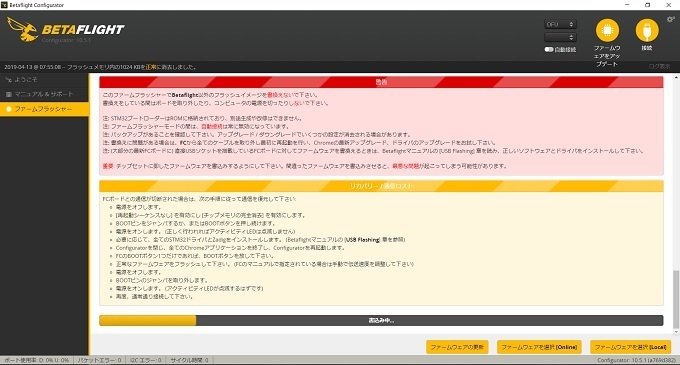 Betaflight Configurator
BETAFLIGHT
Configurator 10.5.1
DFU
自動接続
ファームウェアをアップデート
接続
2019-04-13 @ 07:55:08 -- フラッシュメモリ内の1024 KBを正常に消去しました。
ログ表示
ようこそ
マニュアル & サポート
ファームフラッシャー
警告
このファームフラッシャーでBetaflight以外のフラッシュイメージを書換えないで下さい。
書換えをしている間はボードを取り外したり、コンピュータの電源を切ったりしないで下さい。
注: STM32ブートローダーはROMに格納されており、別途生成や改修はできません。
注: ファームフラッシャーモードの間は、自動接続は常に無効になっています。
注: バックアップがあることを確認して下さい。アップグレード / ダウングレードでいくつかの設定が消去される場合があります。
注: 書換えに問題がある場合は、PCから全てのケーブルを取り外し最初に再起動を行い、Chromeの最新アップグレード、ドライバのアップグレードをお試し下さい。
注: (大部分の最新FCボードに) 直接USBソケットを搭載しているFCボードに対してファームウェアを書換えるときは、Betaflightマニュアルの [USB Flashing] 章を読み、正しいソフトウェアとドライバをインストールして下さい。
重要: チップセットに即したファームウェアを書込みするようにして下さい。間違ったファームウェアを書込みさせると、最悪な問題が起こってしまう可能性があります。
FCボードとの通信が切断された場合は、次の手順に従って通信を復元して下さい:
電源をオフします。
[再起動シーケンスなし] を有効にし [チップメモリの完全消去] を有効にします。
BOOTピンをジャンプするか、またはBOOTボタンを押し続けます。
電源をオンします。 (正しく行われればアクティビティLEDは点滅しません)
必要に応じて、全てのSTM32ドライバとZadigをインストールします。 (Betaflightマニュアルの [USB Flashing] 章を参照)
Configuratorを閉じ、全てのChromeアプリケーションを終了し、Configuratorを再起動します。
FCのBOOTボタン1つだけであれば、BOOTボタンを放して下さい。
正常なファームウェアをフラッシュして下さい。 (FCのマニュアルで指定されている場合は手動で伝送速度を調整して下さい)
電源をオフします。
BOOTピンのジャンパを取り外します。
電源をオンします。 (アクティビティLEDが点滅するはずです)
再度、通常通り接続して下さい。
書込み中...
ファームウェアの更新
ファームウェアを選択 [Online]
ファームウェアを選択 [Local]
ポート使用率: D: 0% U: 0%
パケットエラー: 0
I2C エラー: 0
サイクル時間: 0
Configurator: 10.5.1 (a769d382)